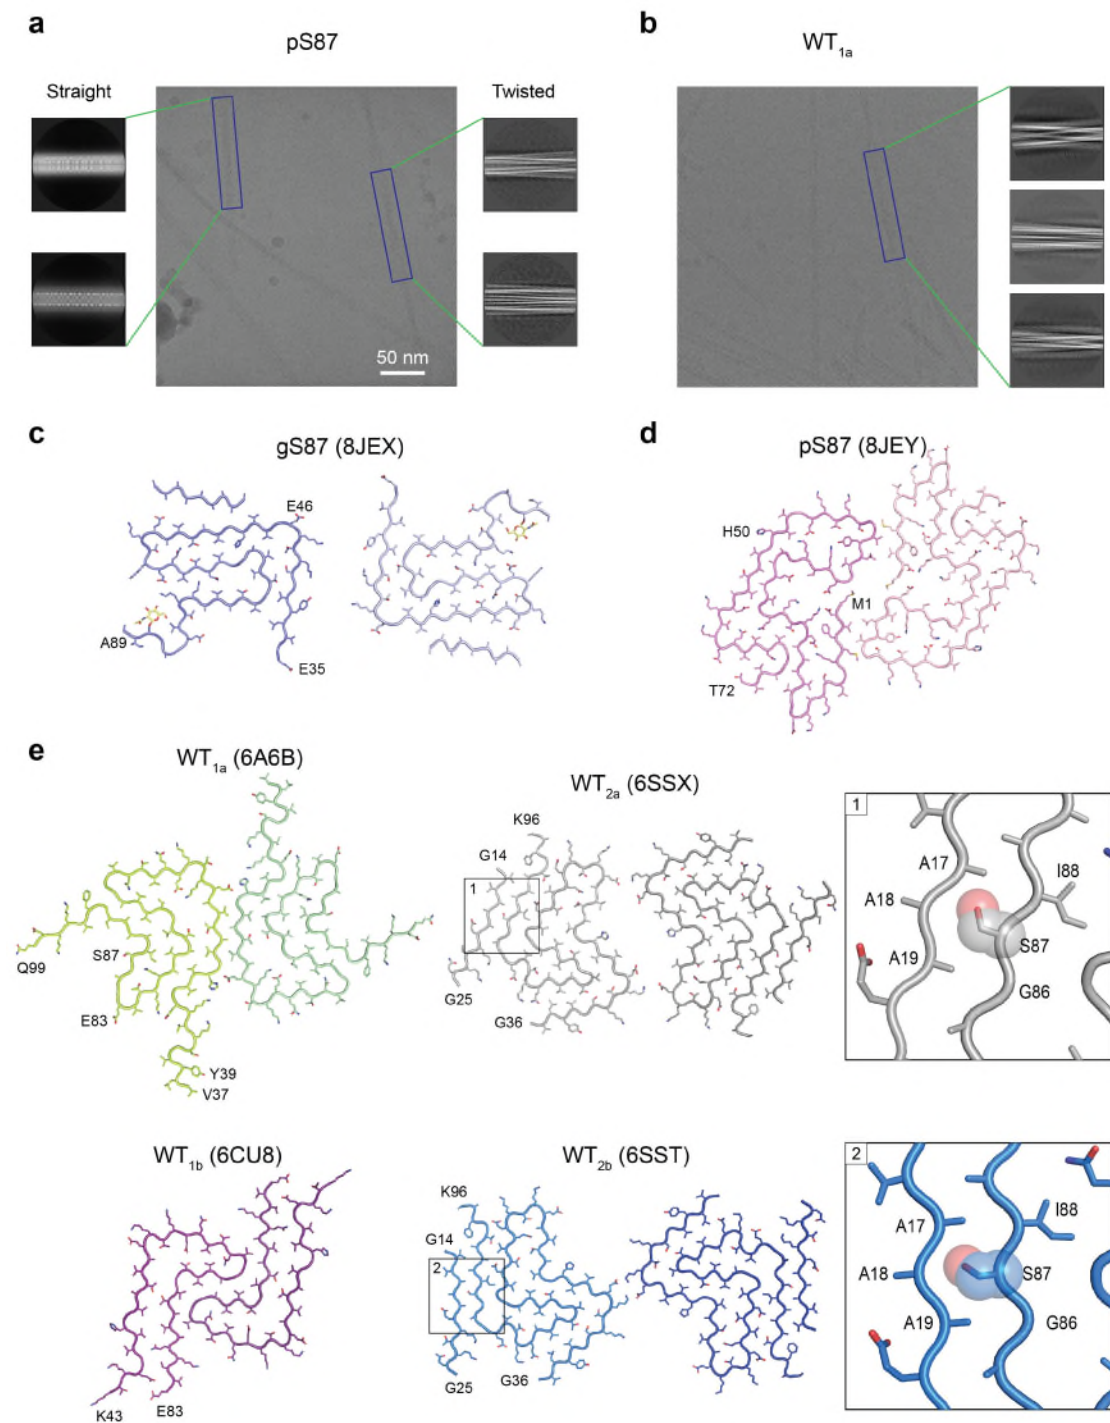 a
pS87
b
WT1a
Straight
Twisted
50 nm
c
gS87 (8JEX)
d
pS87 (8JEY)
E46
A89
E35
H50
M1
T72
e
WT1a (6A6B)
WT2a (6SSX)
K96
G14
1
G25
G36
S87
Q99
E83
Y39
V37
1
A17
I88
A18
S87
A19
G86
WT1b (6CU8)
WT2b (6SST)
K96
G14
2
G25
G36
K43
E83
2
A17
I88
A18
S87
A19
G86